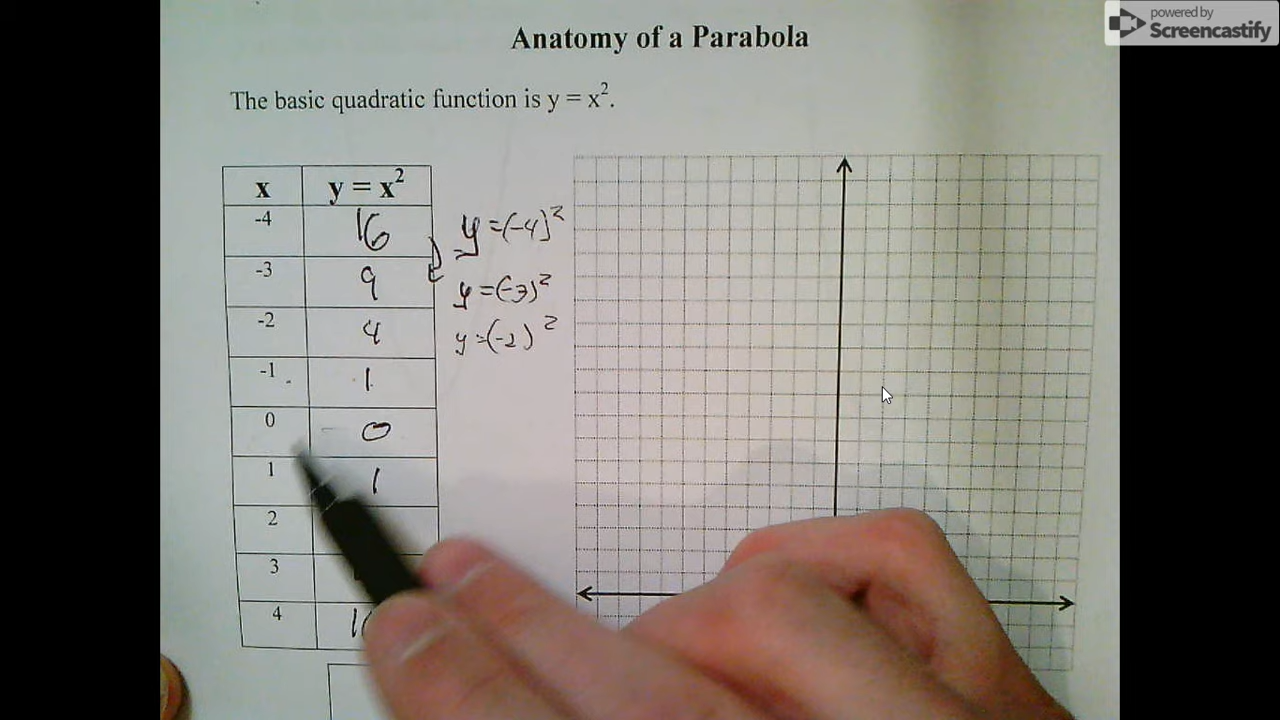 powered by
Screencastify
Anatomy of a Parabola
The basic quadratic function is y = x².
x y = x²
-4 16 y = (-4)²
-3 9 y = (-3)²
-2 4 y = (-2)²
-1 1
0 0
1 1
2
3
4